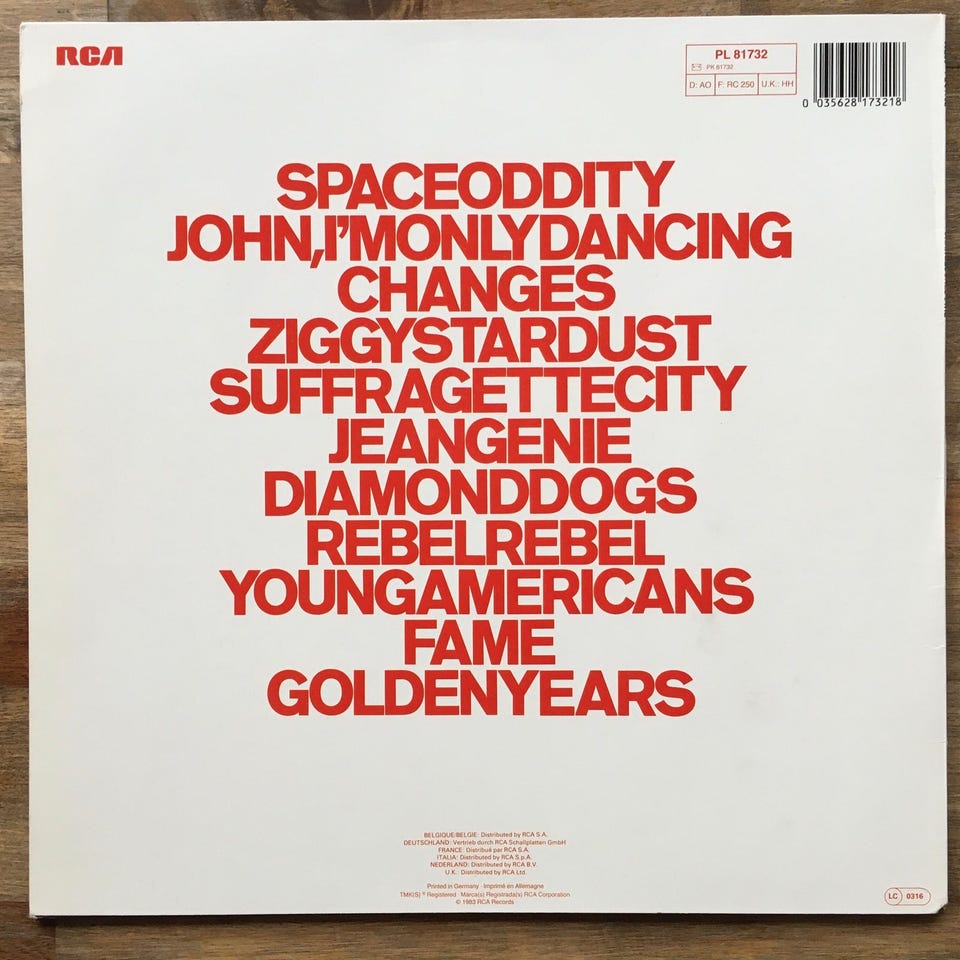 RCA
PL 81732
PK 81732
D: AO F: RC 250 U.K.: HH
0 035628 173218
SPACEODDITY
JOHN,I'MONLYDANCING
CHANGES
ZIGGYSTARDUST
SUFFRAGETTECITY
JEANGENIE
DIAMONDDOGS
REBELREBEL
YOUNGAMERICANS
FAME
GOLDENYEARS
BELGIQUE/BELGIE: Distributed by RCA S.A.
DEUTSCHLAND: Vertrieb durch RCA Schallplatten GmbH
FRANCE: Distribué par RCA S.A.
ITALIA: Distributed by RCA S.p.A.
NEDERLAND: Distributed by RCA B.V.
U.K.: Distributed by RCA Ltd.
Printed in Germany · Imprimé en Allemagne
TMK(S) ® Registered · Marca(s) Registrada(s) RCA Corporation
© 1983 RCA Records
LC 0316